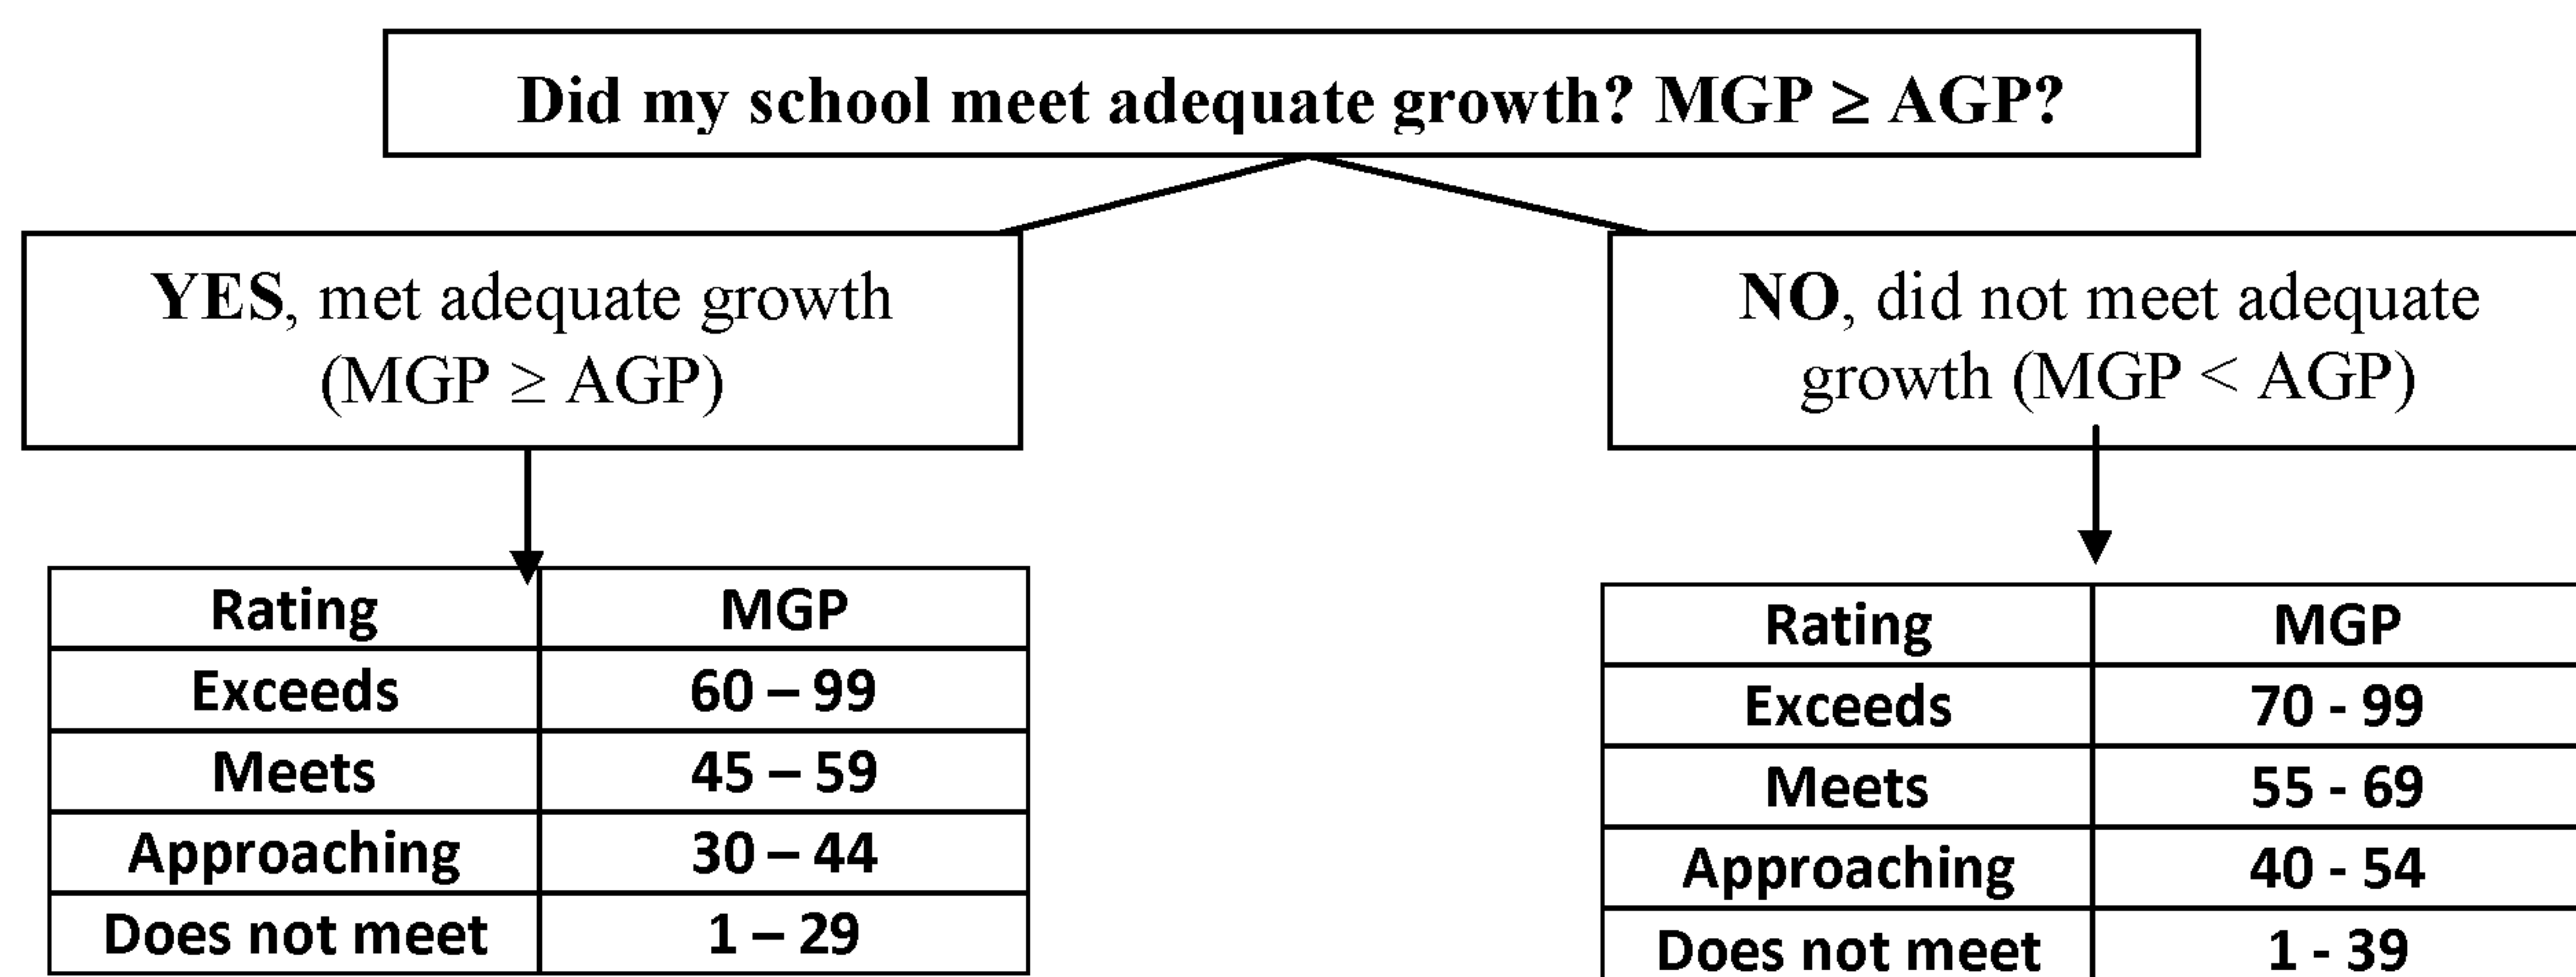 Did my school meet adequate growth? MGP ≥ AGP?
YES, met adequate growth
(MGP ≥ AGP)
NO, did not meet adequate
growth (MGP < AGP)
Rating MGP
Exceeds 60 – 99
Meets 45 – 59
Approaching 30 – 44
Does not meet 1 – 29
Rating MGP
Exceeds 70 - 99
Meets 55 - 69
Approaching 40 - 54
Does not meet 1 - 39